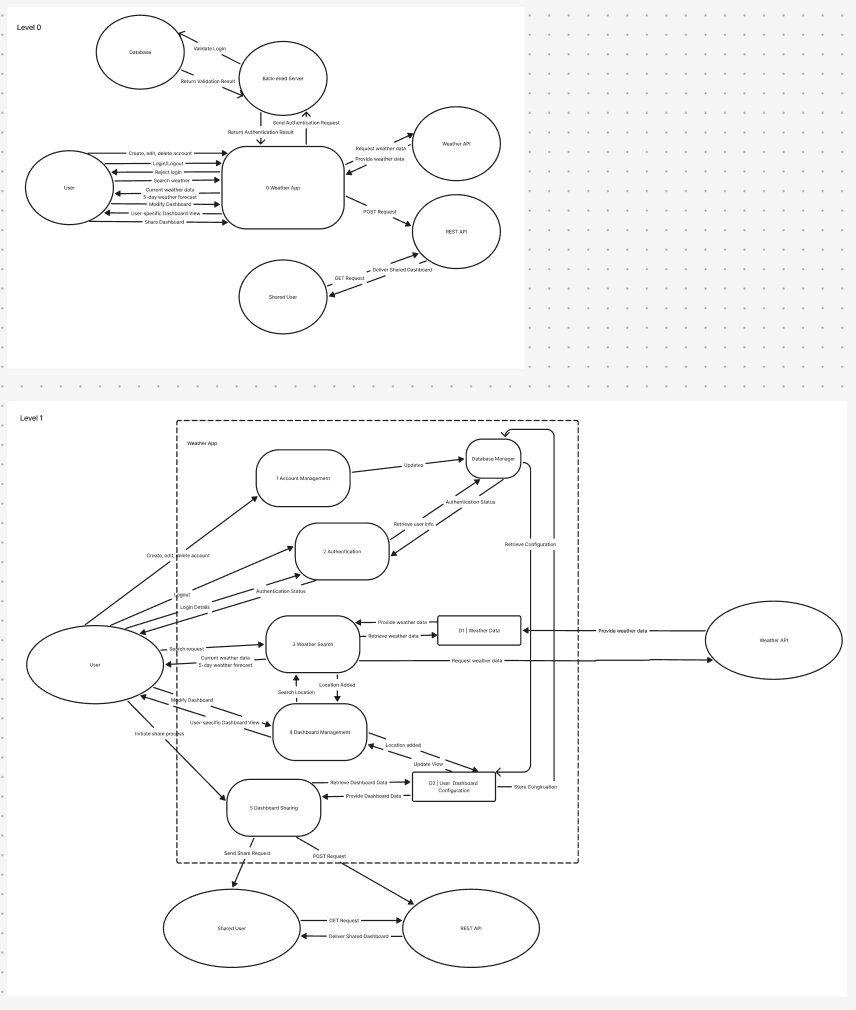 Level 0
Database
Validate Login
Back-ened Server
Return Validation Result
Send Authentication Request
Return Authentication Result
Create, edit, delete account
Login/Logout
Reject login
Search weather
Current weather data
5-day weather forecast
Modify Dashboard
User-specific Dashboard View
Share Dashboard
User
0 Weather App
Request weather data
Provide weather data
Weather API
POST Request
REST API
GET Request
Deliver Shared Dashboard
Shared User
Level 1
Weather App
1 Account Management
Updates
Database Manager
Authentication Status
Retrieve user info
2 Authentication
Retrieve Configuration
Create, edit, delete account
Logout
Authentication Status
Login Details
Provide weather data
D1 | Weather Data
Provide weather data
Retrieve weather data
3 Weather Search
Weather API
Search request
Current weather data
5-day weather forecast
Request weather data
User
Search Location
Location Added
Modify Dashboard
User-specific Dashboard View
4 Dashboard Management
Initiate share process
Location added
Update View
Retrieve Dashboard Data
Provide Dashboard Data
User Dashboard
Configuration
5 Dashboard Sharing
Send Share Request
POST Request
Shared User
GET Request
Deliver Shared Dashboard
REST API